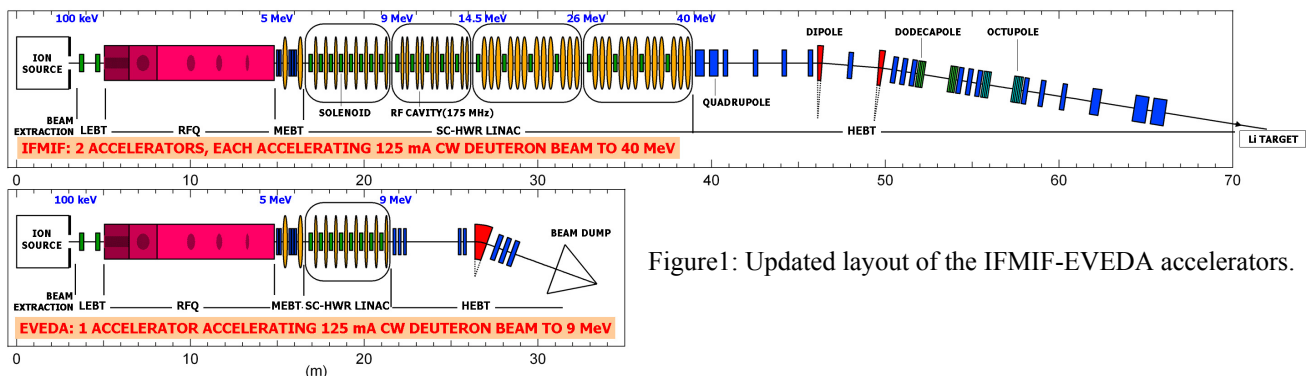 100 keV 5 MeV 9 MeV 14.5 MeV 26 MeV 40 MeV
ION
SOURCE
DIPOLE DODECAPOLE OCTUPOLE
QUADRUPOLE
SOLENOID RF CAVITY(175 MHz)
BEAM
EXTRACTION
LEBT RFQ MEBT SC-HWR LINAC HEBT
Li TARGET
IFMIF: 2 ACCELERATORS, EACH ACCELERATING 125 mA CW DEUTERON BEAM TO 40 MeV
0 10 20 30 40 50 60 70
100 keV 5 MeV 9 MeV
ION
SOURCE
BEAM DUMP
BEAM
EXTRACTION
LEBT RFQ MEBT SC-HWR LINAC HEBT
EVEDA: 1 ACCELERATOR ACCELERATING 125 mA CW DEUTERON BEAM TO 9 MeV
0 10 20 30
(m)
Figure1: Updated layout of the IFMIF-EVEDA accelerators.